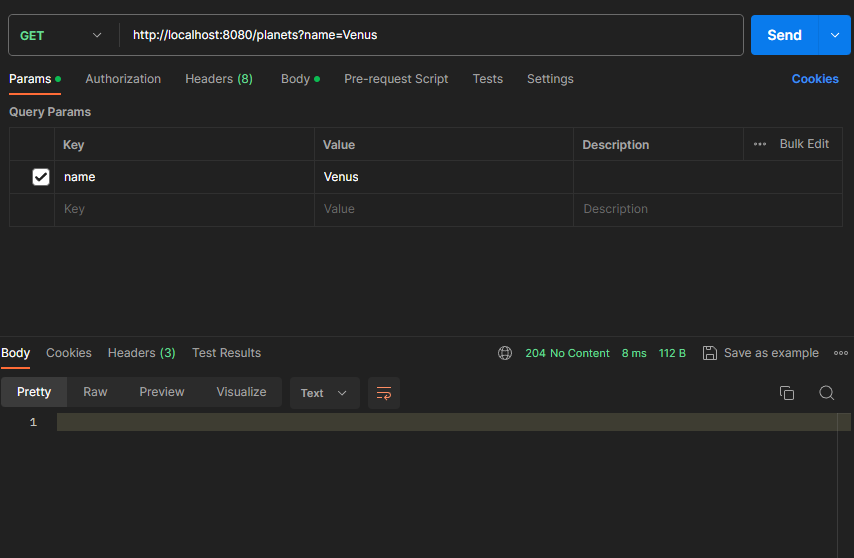 GET http://localhost:8080/planets?name=Venus Send
Params Authorization Headers (8) Body Pre-request Script Tests Settings Cookies
Query Params
Key Value Description Bulk Edit
name Venus
Key Value Description
Body Cookies Headers (3) Test Results 204 No Content 8 ms 112 B Save as example
Pretty Raw Preview Visualize Text
1